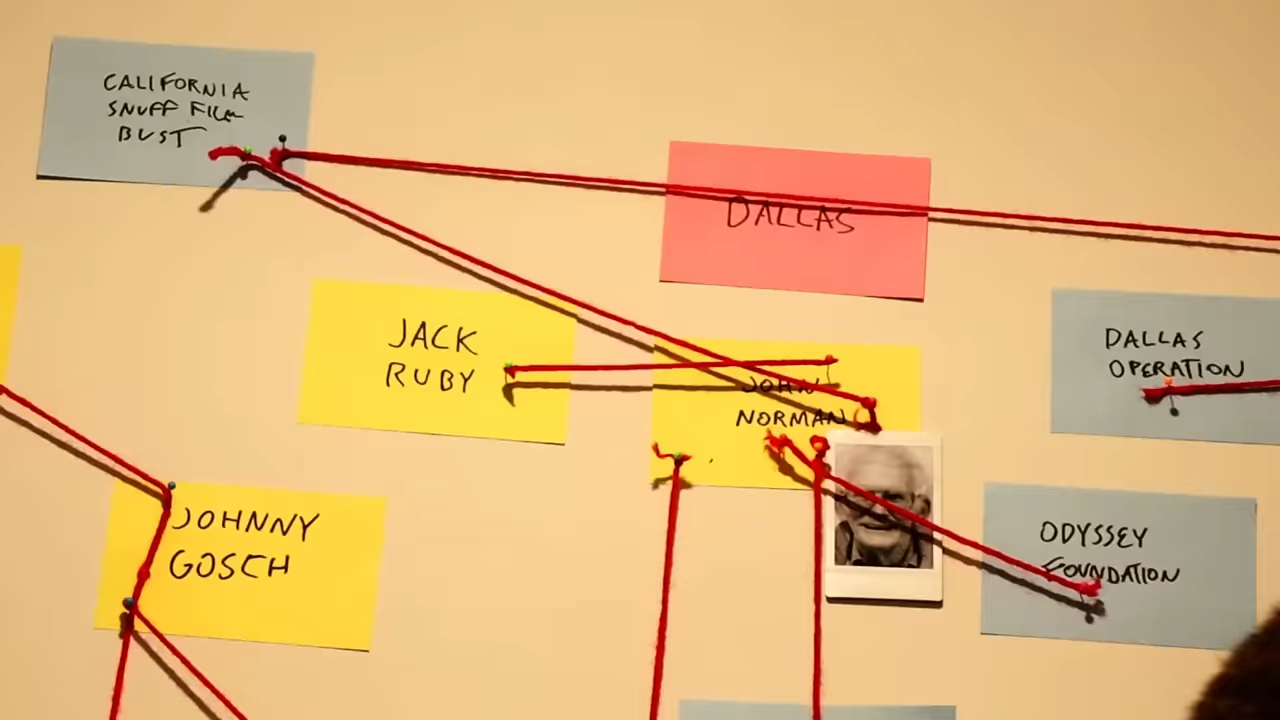 CALIFORNIA
SNUFF FILM
BUST
DALLAS
JACK
RUBY
JOHN
NORMAN
DALLAS
OPERATION
JOHNNY
GOSCH
ODYSSEY
FOUNDATION